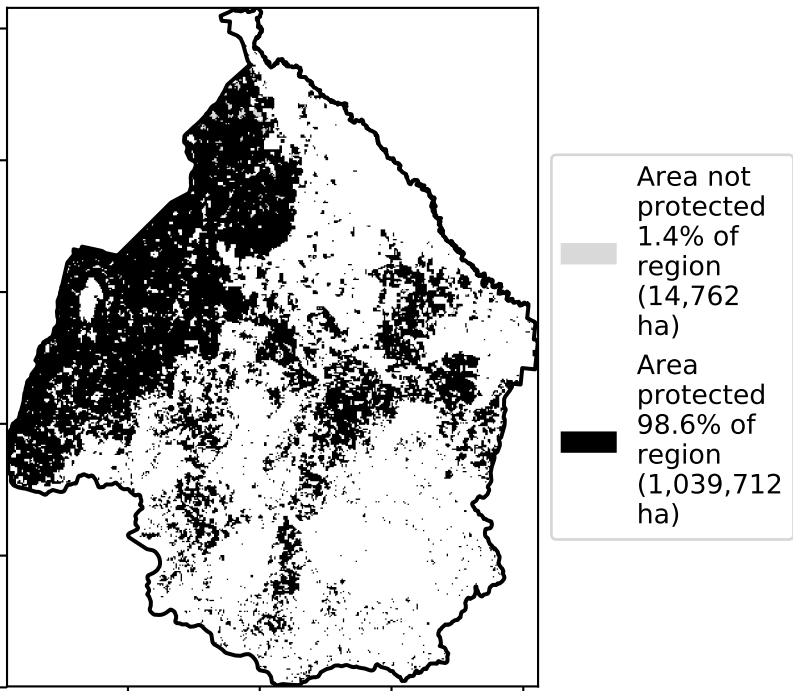 Area not
protected
1.4% of
region
(14,762
ha)
Area
protected
98.6% of
region
(1,039,712
ha)